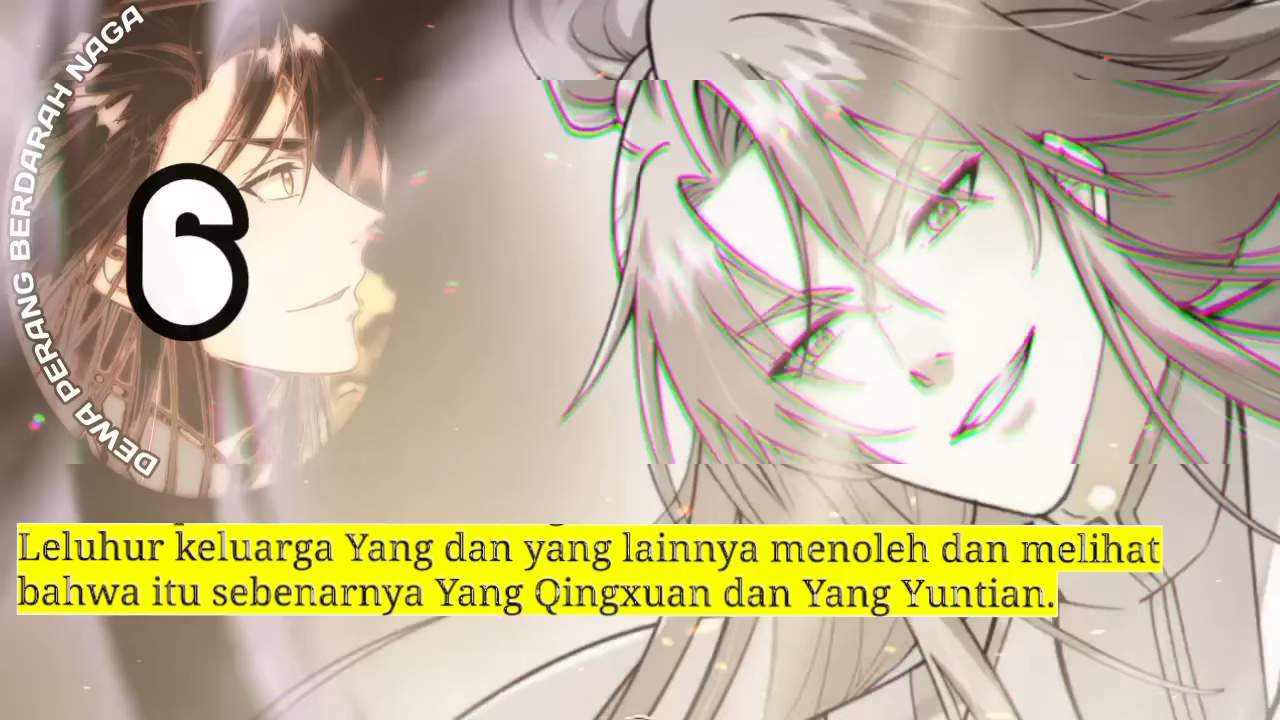 DEWA PERANG BERDARAH NAGA
6
Leluhur keluarga Yang dan yang lainnya menoleh dan melihat
bahwa itu sebenarnya Yang Qingxuan dan Yang Yuntian.